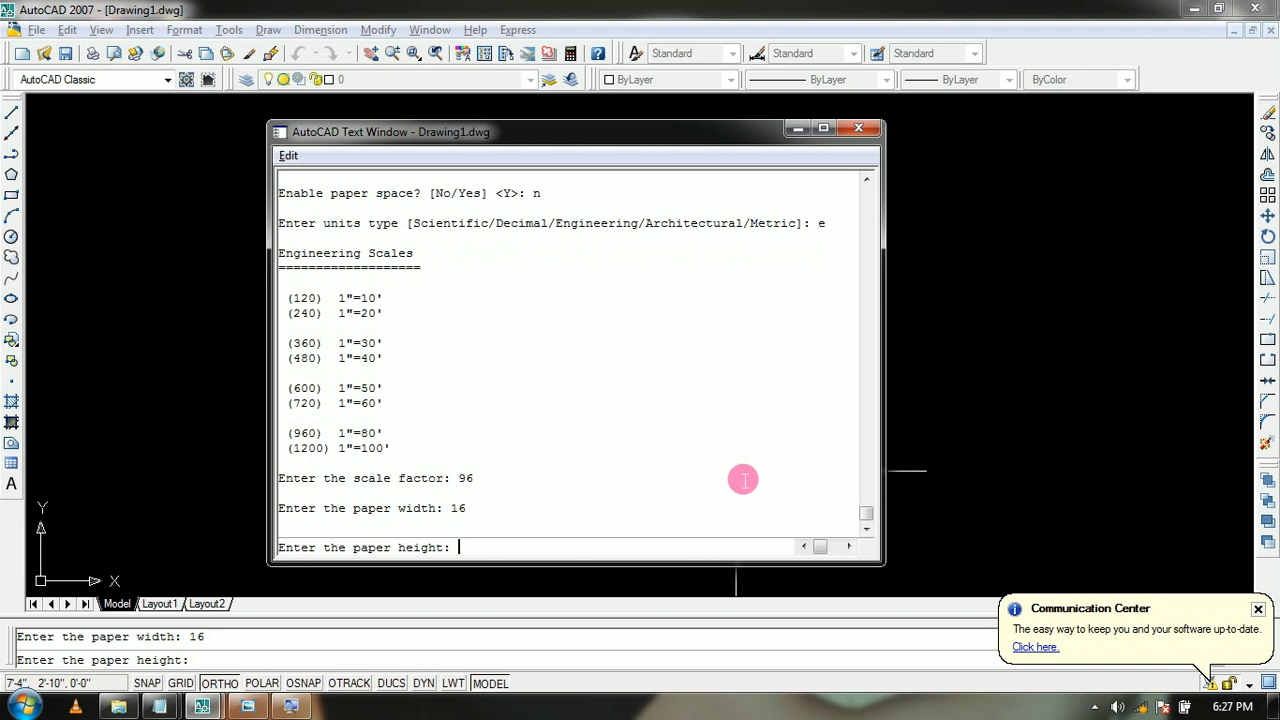 AutoCAD 2007 - [Drawing1.dwg]
File Edit View Insert Format Tools Draw Dimension Modify Window Help Express
Standard Standard Standard
AutoCAD Classic 0 ByLayer ByLayer ByLayer ByColor
AutoCAD Text Window - Drawing1.dwg
Edit
Enable paper space? [No/Yes] <Y>: n
Enter units type [Scientific/Decimal/Engineering/Architectural/Metric]: e
Engineering Scales
===================
(120) 1"=10'
(240) 1"=20'
(360) 1"=30'
(480) 1"=40'
(600) 1"=50'
(720) 1"=60'
(960) 1"=80'
(1200) 1"=100'
Enter the scale factor: 96
Enter the paper width: 16
Enter the paper height:
A
Y
X
Model Layout1 Layout2
Communication Center
The easy way to keep you and your software up-to-date.
Click here.
Enter the paper width: 16
Enter the paper height:
7'-4", 2'-10", 0'-0" SNAP GRID ORTHO POLAR OSNAP OTRACK DUCS DYN LWT MODEL
6:27 PM